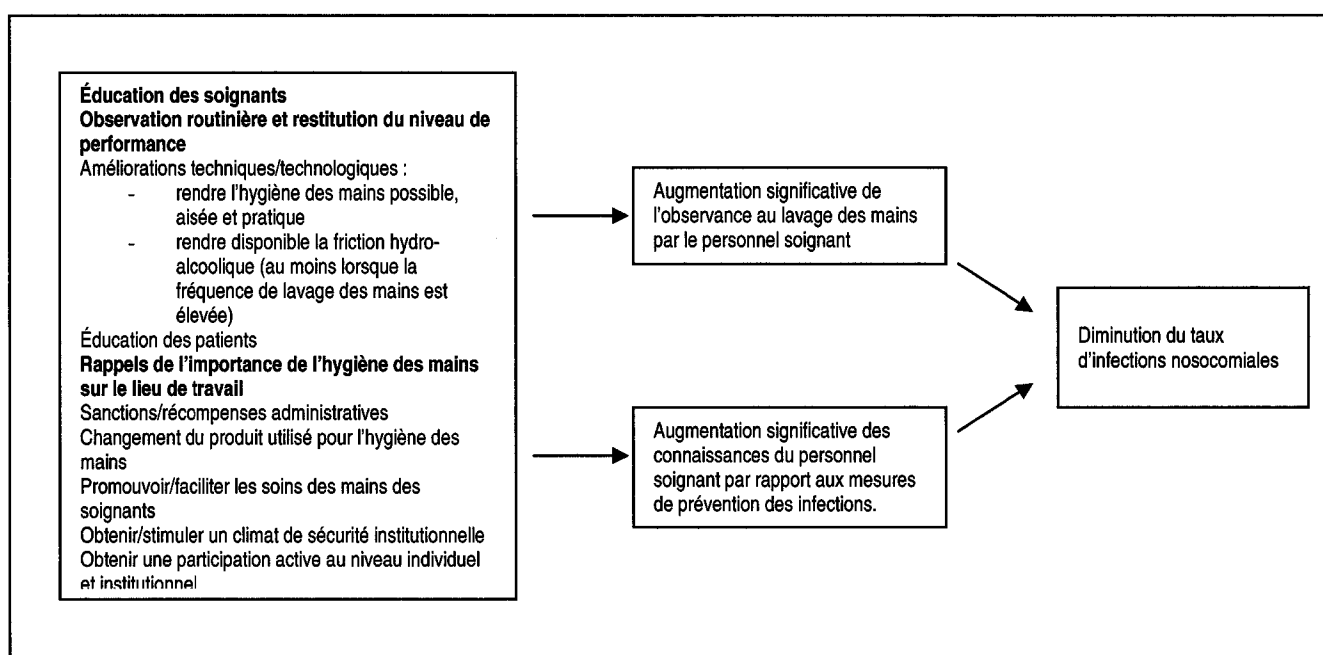 Éducation des soignants
Observation routinière et restitution du niveau de
performance
Améliorations techniques/technologiques :
- rendre l'hygiène des mains possible,
aisée et pratique
- rendre disponible la friction hydro-
alcoolique (au moins lorsque la
fréquence de lavage des mains est
élevée)
Éducation des patients
Rappels de l'importance de l'hygiène des mains
sur le lieu de travail
Sanctions/récompenses administratives
Changement du produit utilisé pour l'hygiène des
mains
Promouvoir/faciliter les soins des mains des
soignants
Obtenir/stimuler un climat de sécurité institutionnelle
Obtenir une participation active au niveau individuel
et institutionnel
Augmentation significative de
l'observance au lavage des mains
par le personnel soignant
Augmentation significative des
connaissances du personnel
soignant par rapport aux mesures
de prévention des infections.
Diminution du taux
d'infections nosocomiales